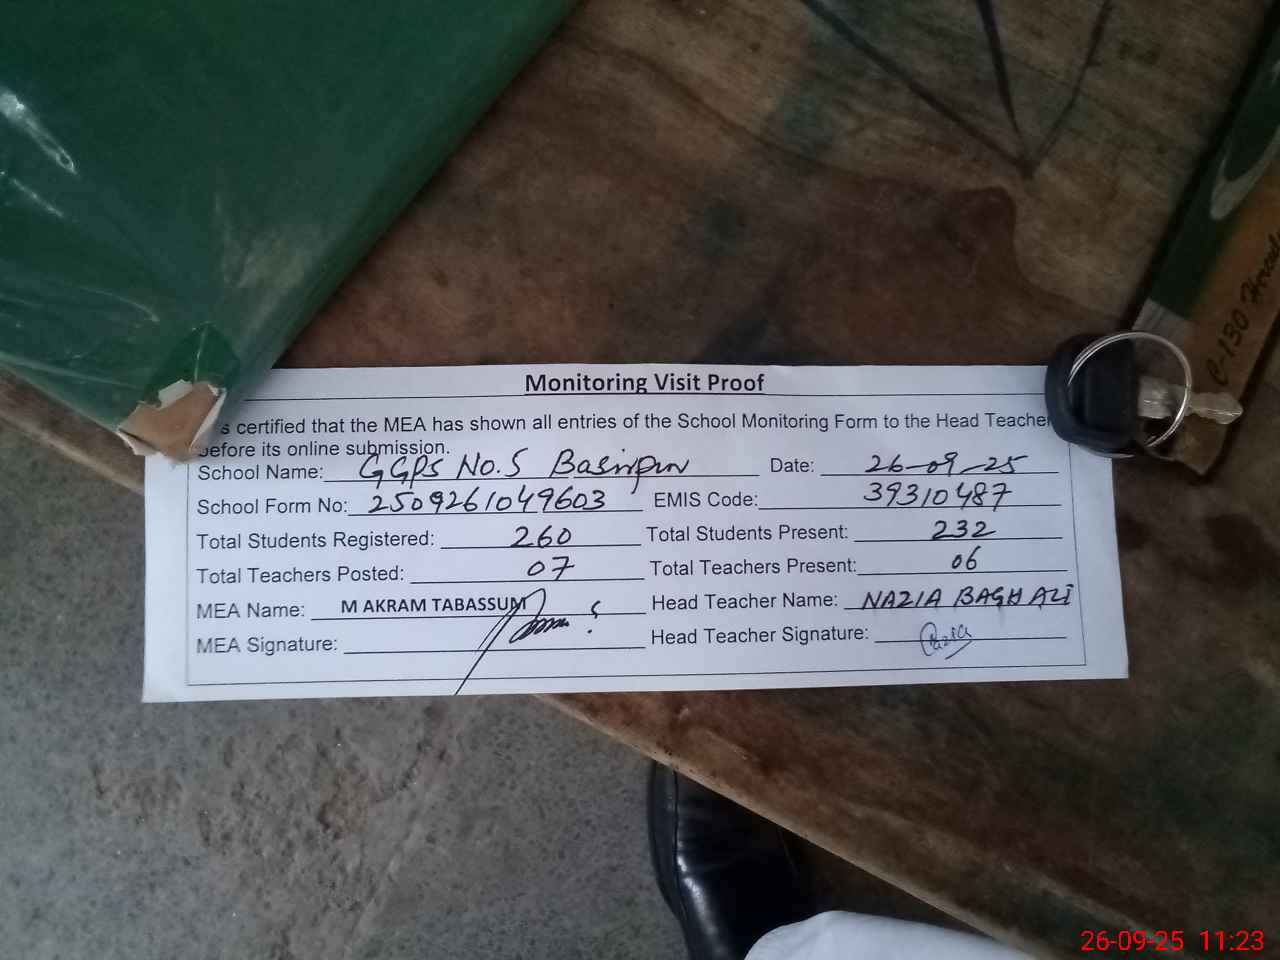 Monitoring Visit Proof
s certified that the MEA has shown all entries of the School Monitoring Form to the Head Teacher
before its online submission.
School Name: GGPS No.5 Basirpur Date: 26-09-25
School Form No: 2509261049603 EMIS Code: 39310487
Total Students Registered: 260 Total Students Present: 232
Total Teachers Posted: 07 Total Teachers Present: 06
MEA Name: M AKRAM TABASSUM Head Teacher Name: NAZIA BAGH ALI
MEA Signature: Head Teacher Signature: Nazia
C-130
26-09-25 11:23